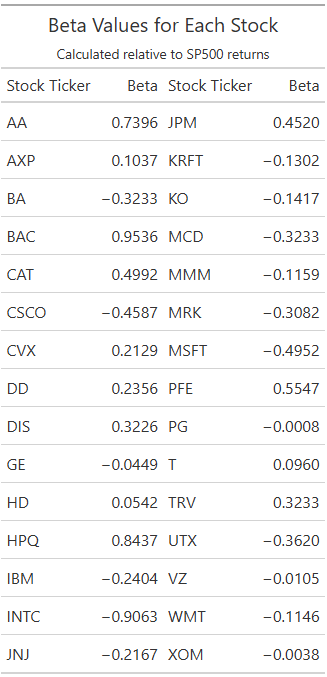 Beta Values for Each Stock
Calculated relative to SP500 returns
Stock Ticker Beta Stock Ticker Beta
AA 0.7396 JPM 0.4520
AXP 0.1037 KRFT −0.1302
BA −0.3233 KO −0.1417
BAC 0.9536 MCD −0.3233
CAT 0.4992 MMM −0.1159
CSCO −0.4587 MRK −0.3082
CVX 0.2129 MSFT −0.4952
DD 0.2356 PFE 0.5547
DIS 0.3226 PG −0.0008
GE −0.0449 T 0.0960
HD 0.0542 TRV 0.3233
HPQ 0.8437 UTX −0.3620
IBM −0.2404 VZ −0.0105
INTC −0.9063 WMT −0.1146
JNJ −0.2167 XOM −0.0038